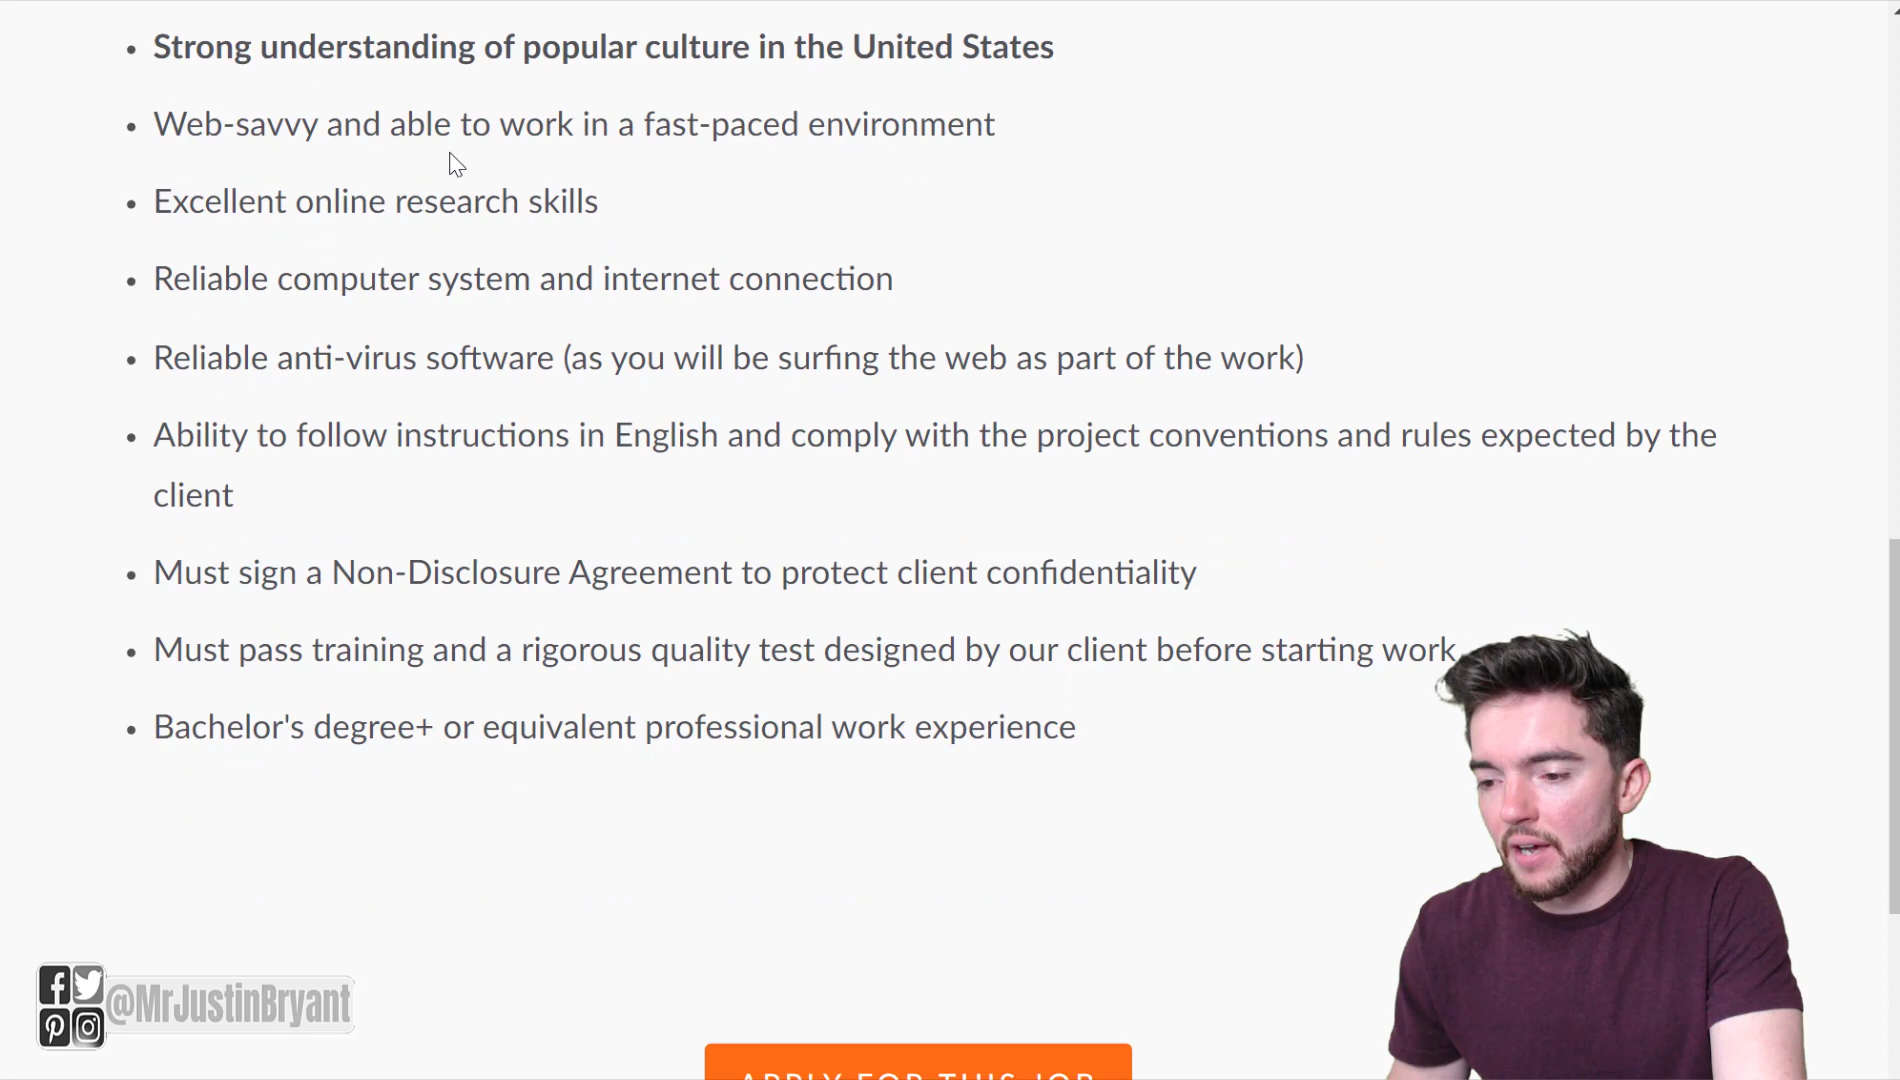 • Strong understanding of popular culture in the United States
• Web-savvy and able to work in a fast-paced environment
• Excellent online research skills
• Reliable computer system and internet connection
• Reliable anti-virus software (as you will be surfing the web as part of the work)
• Ability to follow instructions in English and comply with the project conventions and rules expected by the
client
• Must sign a Non-Disclosure Agreement to protect client confidentiality
• Must pass training and a rigorous quality test designed by our client before starting work
• Bachelor's degree+ or equivalent professional work experience
@MrJustinBryant
APPLY FOR THIS JOB